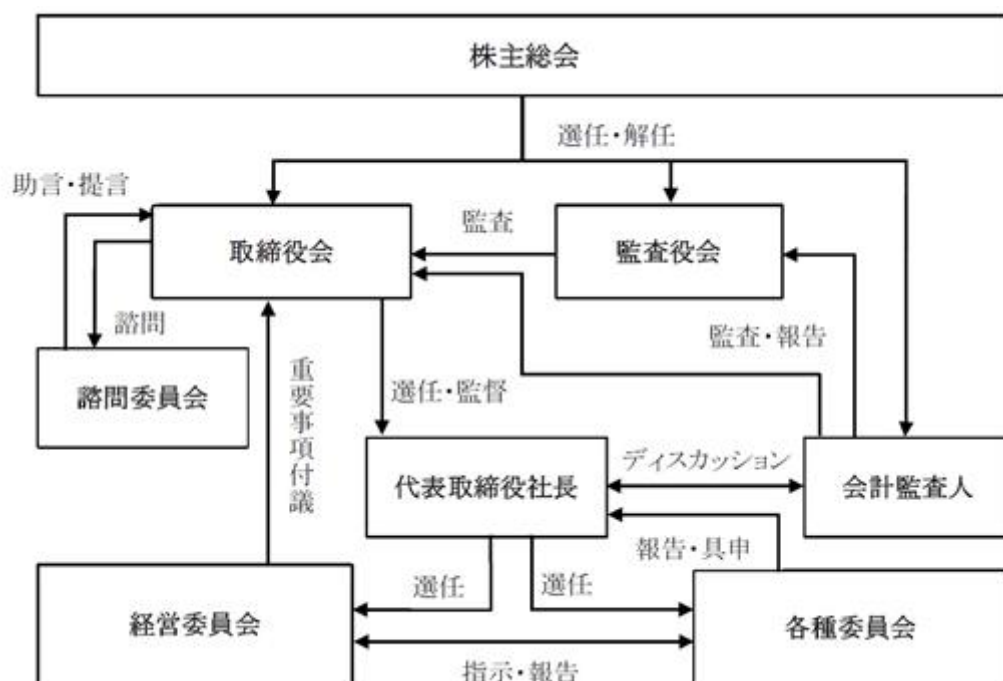 株主総会
選任・解任
助言・提言
取締役会
監査
監査役会
諮問
監査・報告
諮問委員会
重要事項付議
選任・監督
代表取締役社長
ディスカッション
会計監査人
報告・具申
選任
選任
経営委員会
各種委員会
指示・報告